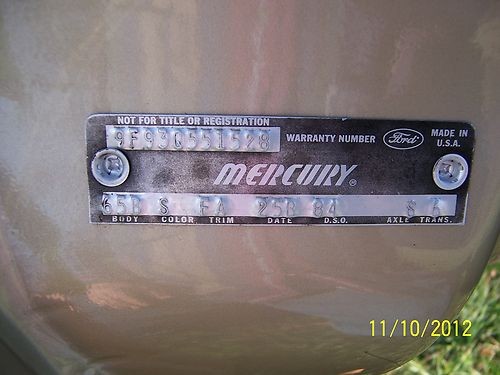 NOT FOR TITLE OR REGISTRATION
9F93Q551528 WARRANTY NUMBER Ford MADE IN U.S.A.
MERCURY®
65B S FA 25B 84 S R
BODY COLOR TRIM DATE D.S.O. AXLE TRANS.
11/10/2012